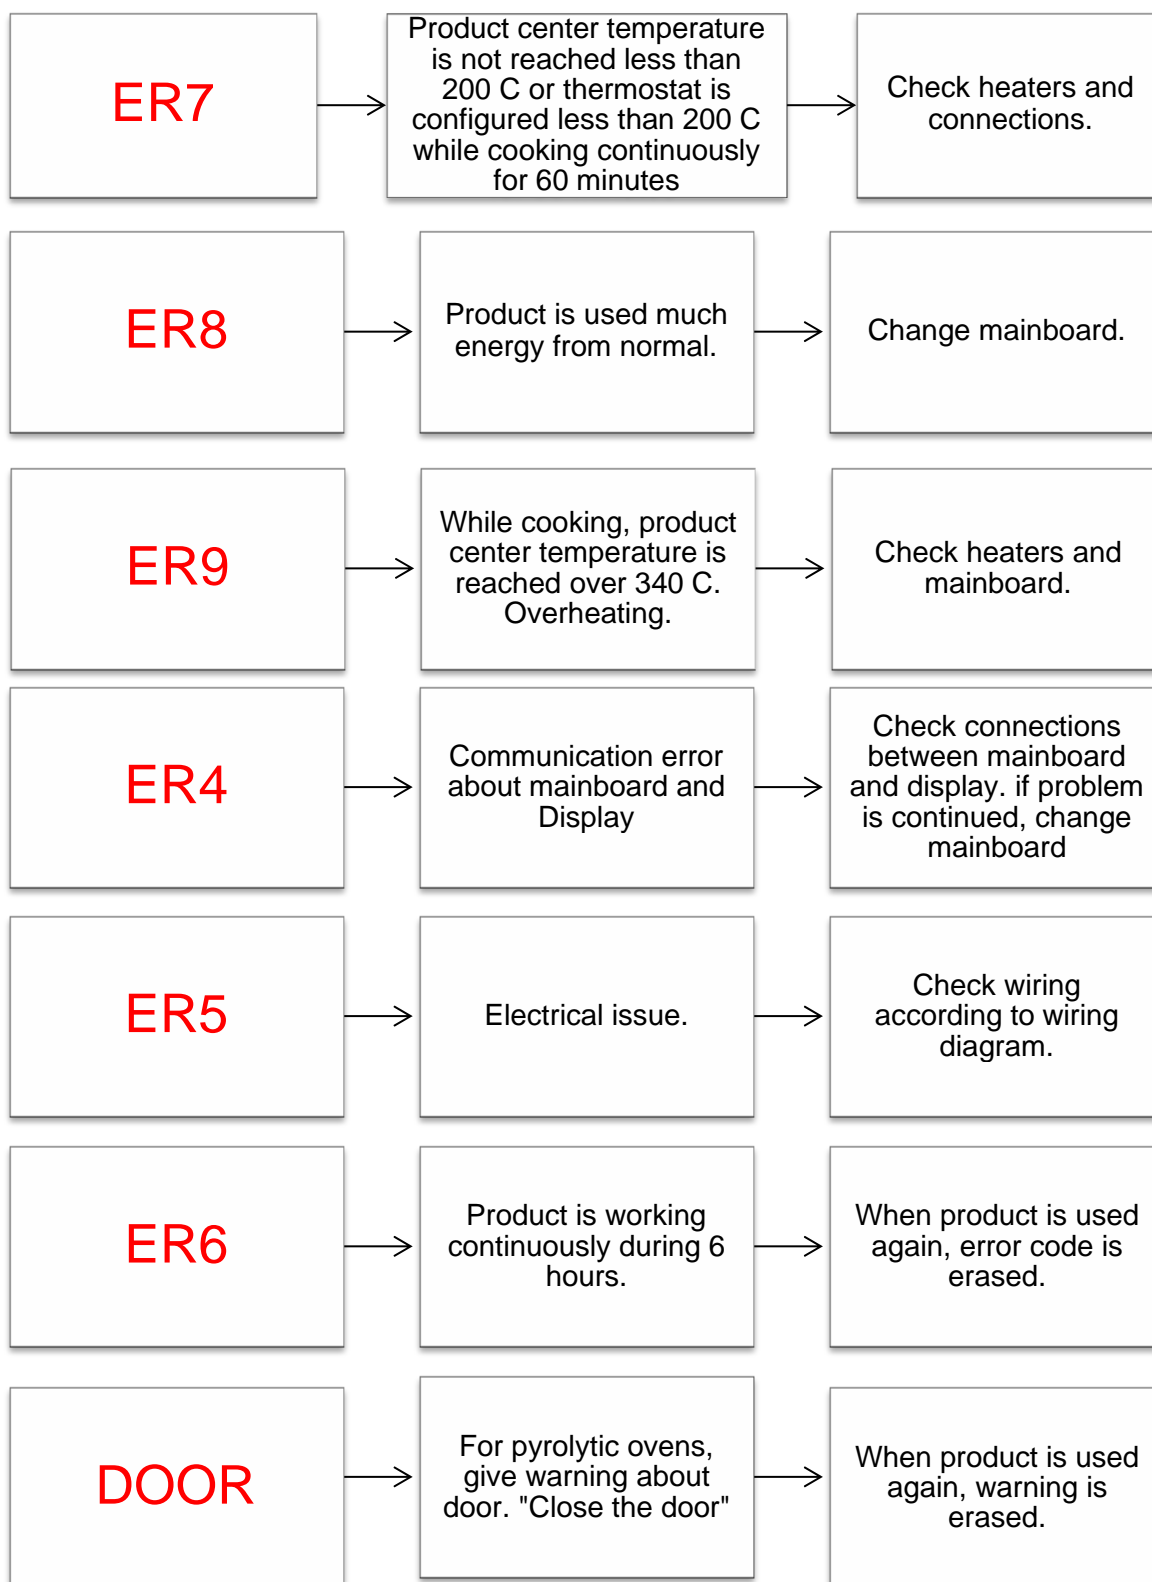 ER7
Product center temperature
is not reached less than
200 C or thermostat is
configured less than 200 C
while cooking continuously
for 60 minutes
Check heaters and
connections.
ER8
Product is used much
energy from normal.
Change mainboard.
ER9
While cooking, product
center temperature is
reached over 340 C.
Overheating.
Check heaters and
mainboard.
ER4
Communication error
about mainboard and
Display
Check connections
between mainboard
and display. if problem
is continued, change
mainboard
ER5
Electrical issue.
Check wiring
according to wiring
diagram.
ER6
Product is working
continuously during 6
hours.
When product is used
again, error code is
erased.
DOOR
For pyrolytic ovens,
give warning about
door. "Close the door"
When product is used
again, warning is
erased.